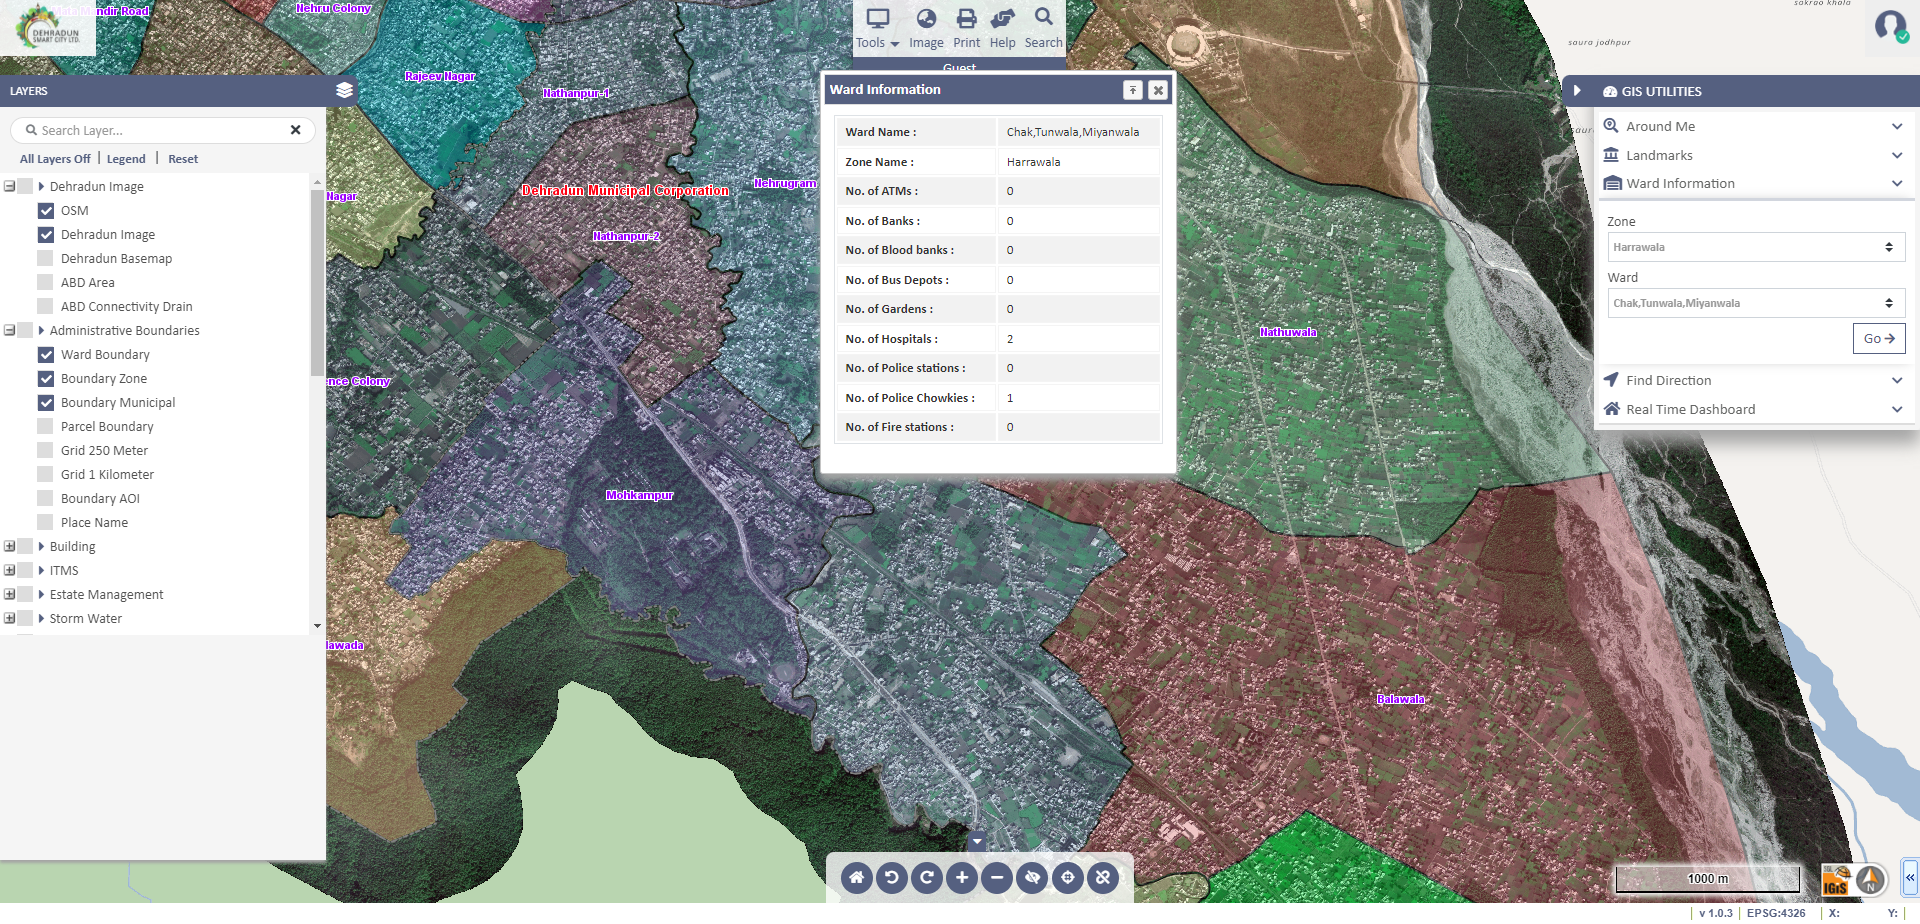 Mata Mandir Road
Nehru Colony
DEHRADUN
SMART CITY LTD.
Tools
Image
Print
Help
Search
Guest
sakrao khala
saura jodhpur
saur
LAYERS
Search Layer...
All Layers Off | Legend | Reset
Dehradun Image
OSM
Dehradun Image
Dehradun Basemap
ABD Area
ABD Connectivity Drain
Administrative Boundaries
Ward Boundary
Boundary Zone
Boundary Municipal
Parcel Boundary
Grid 250 Meter
Grid 1 Kilometer
Boundary AOI
Place Name
Building
ITMS
Estate Management
Storm Water
Rajeev Nagar
Nathanpur-1
Nagar
Dehradun Municipal Corporation
Nehrugram
Nathanpur-2
nce Colony
Mohkampur
lawada
Nathuwala
Balawala
Ward Information
Ward Name : Chak,Tunwala,Miyanwala
Zone Name : Harrawala
No. of ATMs : 0
No. of Banks : 0
No. of Blood banks : 0
No. of Bus Depots : 0
No. of Gardens : 0
No. of Hospitals : 2
No. of Police stations : 0
No. of Police Chowkies : 1
No. of Fire stations : 0
GIS UTILITIES
Around Me
Landmarks
Ward Information
Zone
Harrawala
Ward
Chak,Tunwala,Miyanwala
Go
Find Direction
Real Time Dashboard
1000 m
IGiS
N
v 1.0.3 | EPSG:4326 | X: Y: